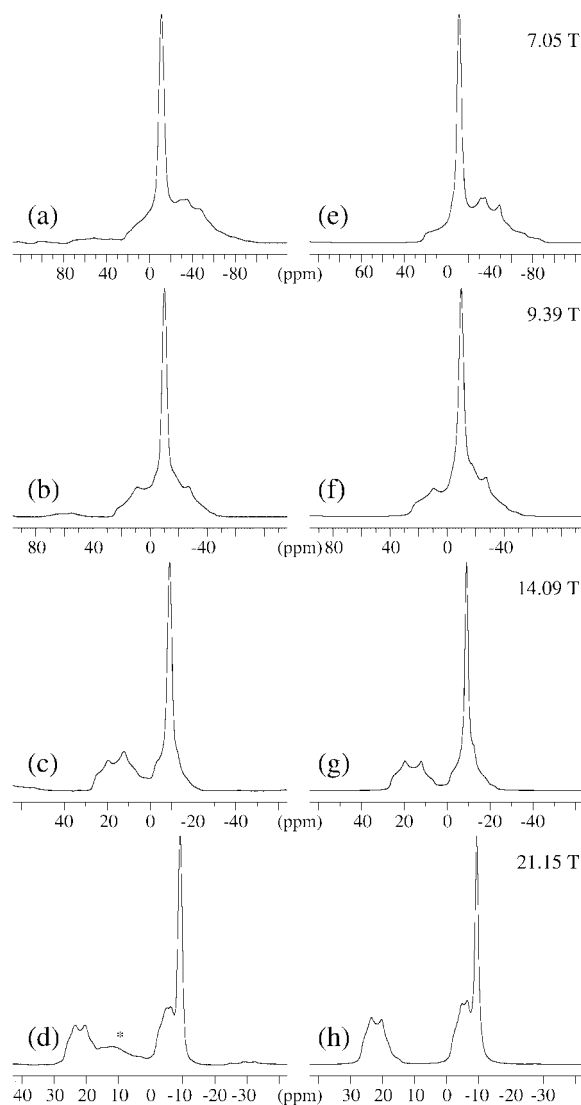 7.05 T
(a) (e)
80 40 0 -40 -80 (ppm) 60 40 0 -40 -80
9.39 T
(b) (f)
80 40 0 -40 (ppm) 80 40 0 -40
14.09 T
(c) (g)
40 20 0 -20 -40 (ppm) 40 20 0 -20 -40
21.15 T
(d) * (h)
40 30 20 10 0 -10 -20 -30 (ppm) 30 20 10 0 -10 -20 -30